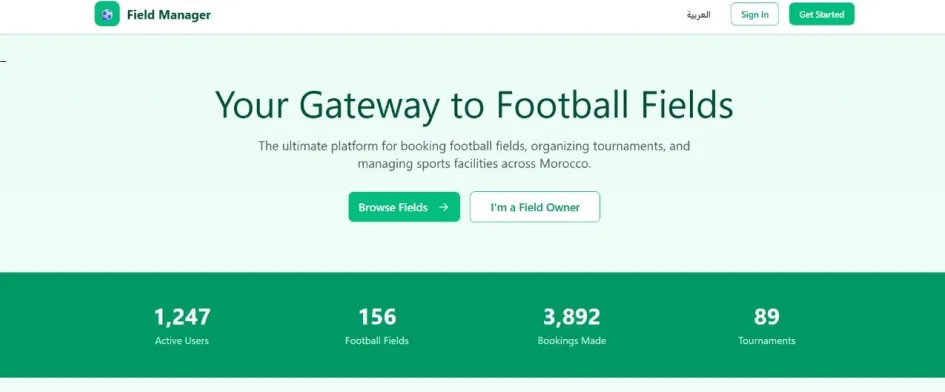 Field Manager
العربية
Sign In
Get Started
Your Gateway to Football Fields
The ultimate platform for booking football fields, organizing tournaments, and
managing sports facilities across Morocco.
Browse Fields →
I'm a Field Owner
1,247
156
3,892
89
Active Users
Football Fields
Bookings Made
Tournaments